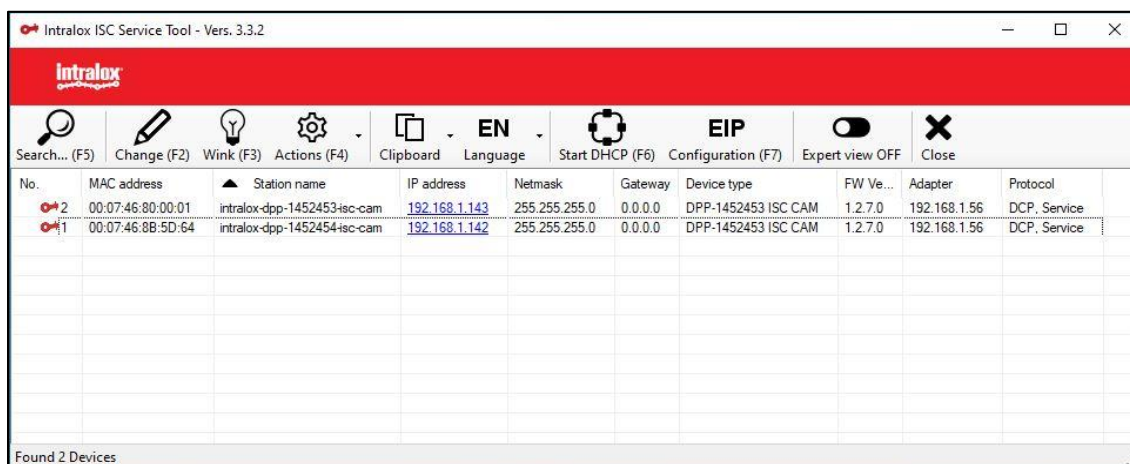 Intralox ISC Service Tool - Vers. 3.3.2
intralox
Search... (F5) Change (F2) Wink (F3) Actions (F4) Clipboard EN Language Start DHCP (F6) EIP Configuration (F7) Expert view OFF Close
No. MAC address Station name IP address Netmask Gateway Device type FW Ve... Adapter Protocol
2 00:07:46:80:00:01 intralox-dpp-1452453-isc-cam 192.168.1.143 255.255.255.0 0.0.0.0 DPP-1452453 ISC CAM 1.2.7.0 192.168.1.56 DCP, Service
1 00:07:46:8B:5D:64 intralox-dpp-1452454-isc-cam 192.168.1.142 255.255.255.0 0.0.0.0 DPP-1452453 ISC CAM 1.2.7.0 192.168.1.56 DCP, Service
Found 2 Devices